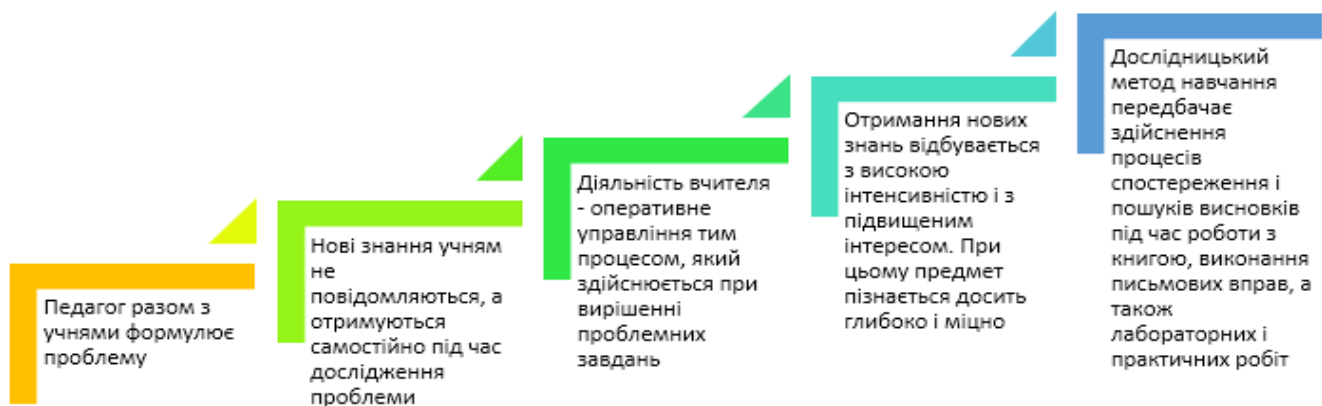 Педагог разом з
учнями формулює
проблему
Нові знання учням
не
повідомляються, а
отримуються
самостійно під час
дослідження
проблеми
Діяльність вчителя
- оперативне
управління тим
процесом, який
здійснюється при
вирішенні
проблемних
завдань
Отримання нових
знань відбувається
з високою
інтенсивністю і з
підвищеним
інтересом. При
цьому предмет
пізнається досить
глибоко і міцно
Дослідницький
метод навчання
передбачає
здійснення
процесів
спостереження і
пошуків висновків
під час роботи з
книгою, виконання
письмових вправ, а
також
лабораторних і
практичних робіт